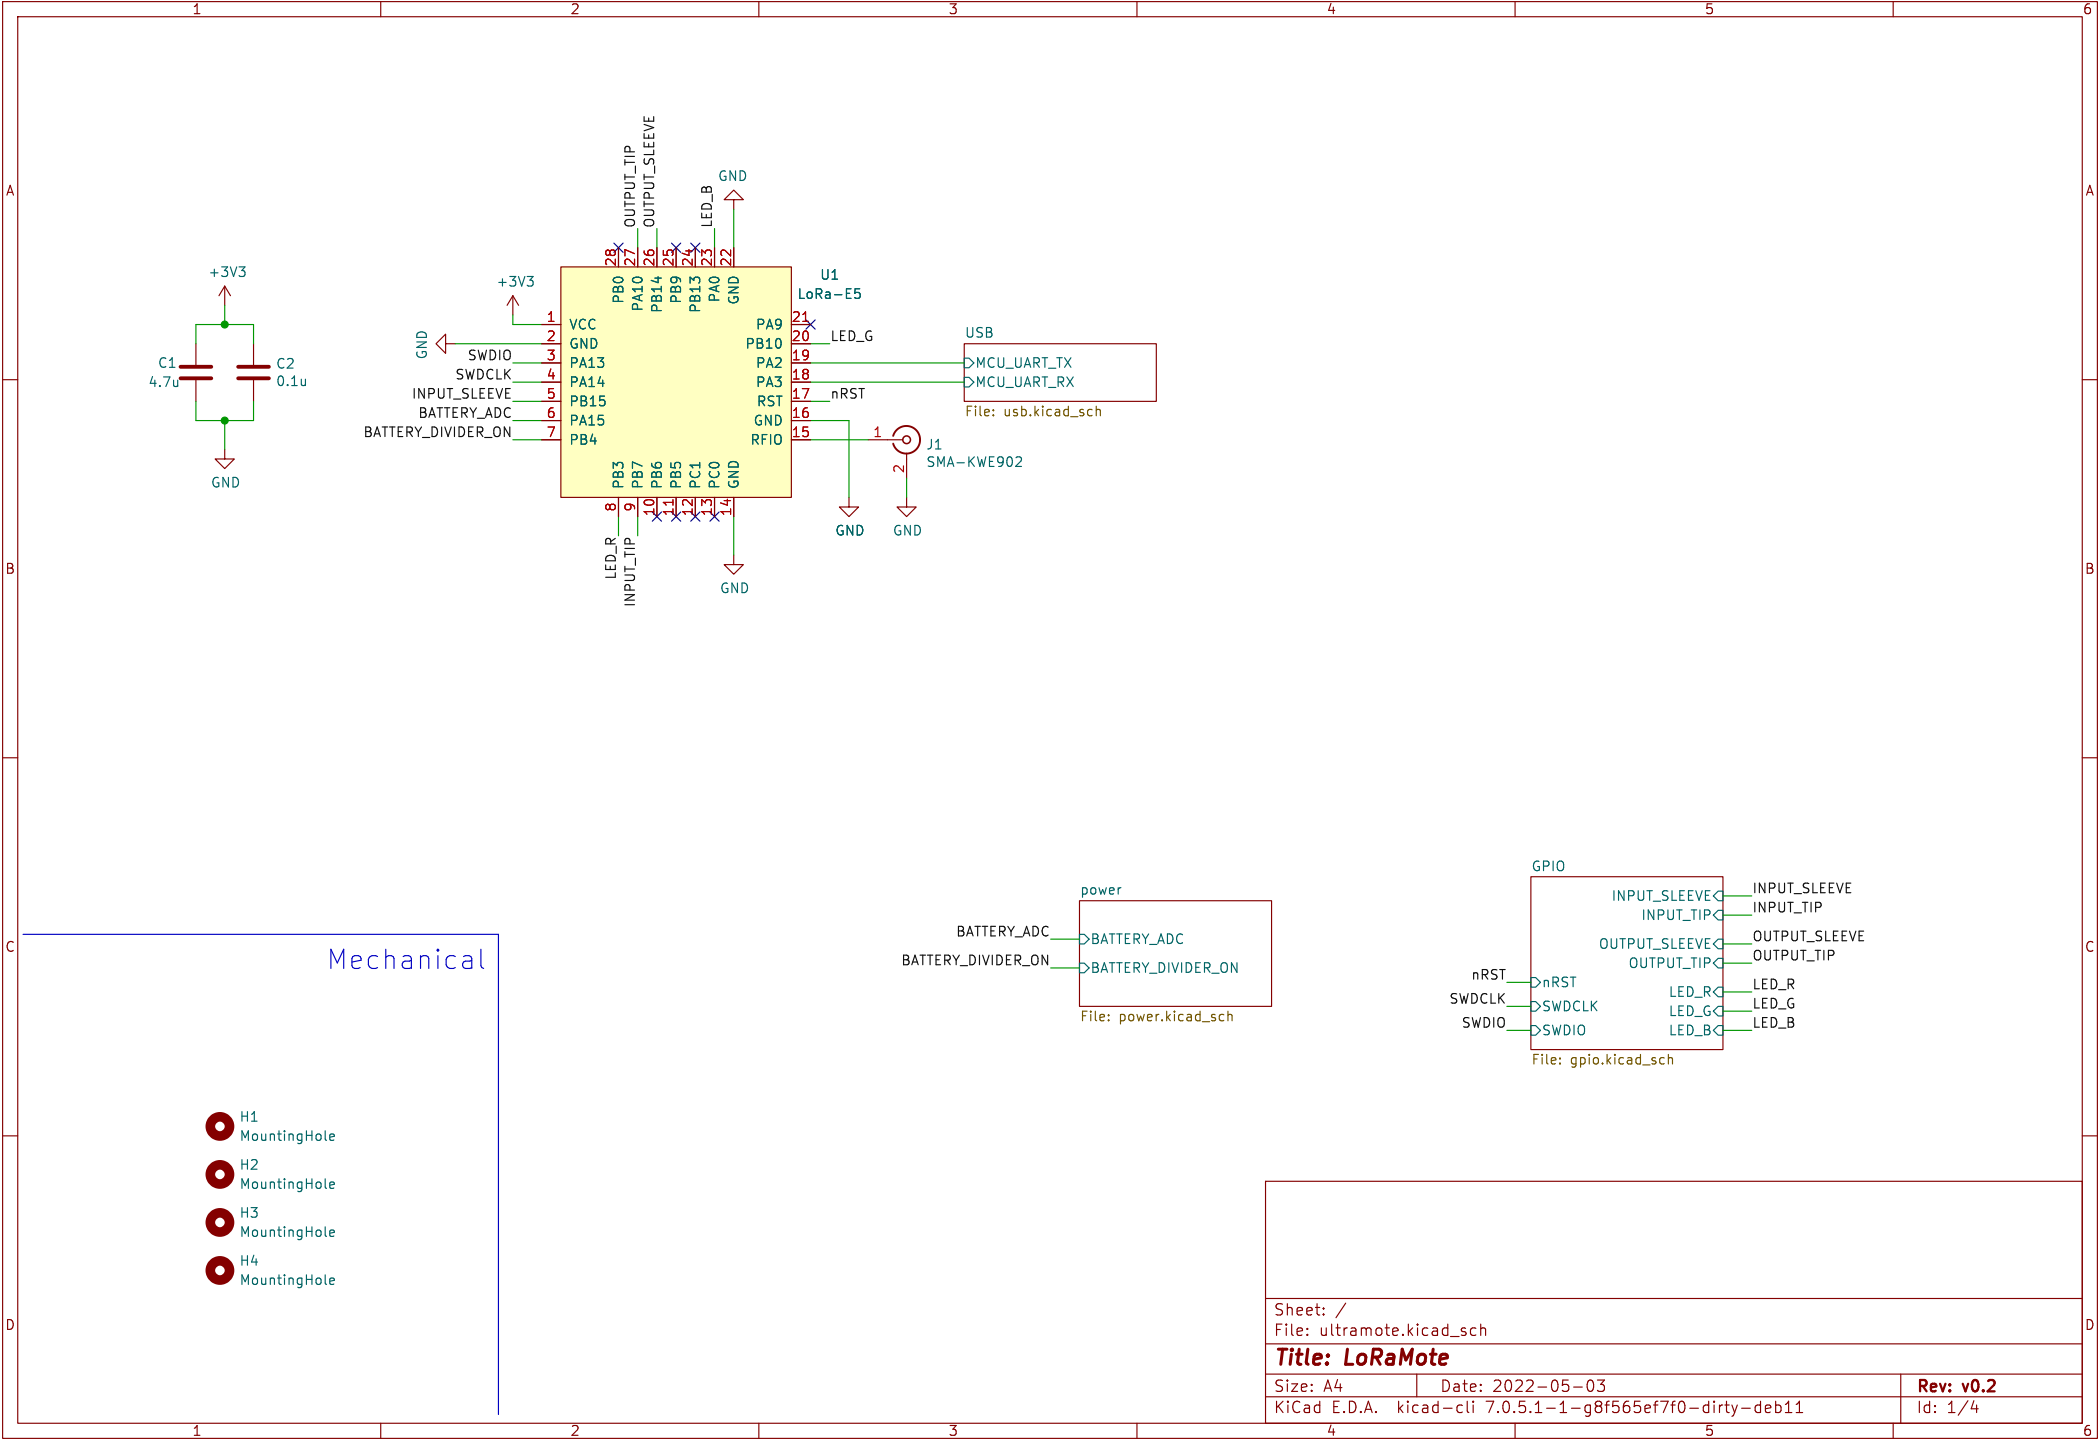 1 2 3 4 5 6
A
B
C
D
A
B
C
D
1 2 3 4 5 6
+3V3
C1
4.7u
C2
0.1u
GND
+3V3
GND
SWDIO
SWDCLK
INPUT_SLEEVE
BATTERY_ADC
BATTERY_DIVIDER_ON
OUTPUT_TIP
OUTPUT_SLEEVE
LED_B
GND
28 27 26 25 24 23 22
PB0 PA10 PB14 PB9 PB13 PA0 GND
U1
LoRa-E5
1 VCC
2 GND
3 PA13
4 PA14
5 PB15
6 PA15
7 PB4
PA9 21
PB10 20 LED_G
PA2 19
PA3 18
RST 17 nRST
GND 16
RFIO 15
PB3 PB7 PB6 PB5 PC1 PC0 GND
8 9 10 11 12 13 14
LED_R
INPUT_TIP
GND
USB
MCU_UART_TX
MCU_UART_RX
File: usb.kicad_sch
1
2
J1
SMA-KWE902
GND
GND
power
BATTERY_ADC
BATTERY_ADC
BATTERY_DIVIDER_ON
BATTERY_DIVIDER_ON
File: power.kicad_sch
GPIO
INPUT_SLEEVE INPUT_SLEEVE
INPUT_TIP INPUT_TIP
OUTPUT_SLEEVE OUTPUT_SLEEVE
OUTPUT_TIP OUTPUT_TIP
nRST nRST
LED_R LED_R
SWDCLK SWDCLK
LED_G LED_G
SWDIO SWDIO
LED_B LED_B
File: gpio.kicad_sch
Mechanical
H1
MountingHole
H2
MountingHole
H3
MountingHole
H4
MountingHole
Sheet: /
File: ultramote.kicad_sch
Title: LoRaMote
Size: A4 Date: 2022-05-03 Rev: v0.2
KiCad E.D.A. kicad-cli 7.0.5.1-1-g8f565ef7f0-dirty-deb11 Id: 1/4